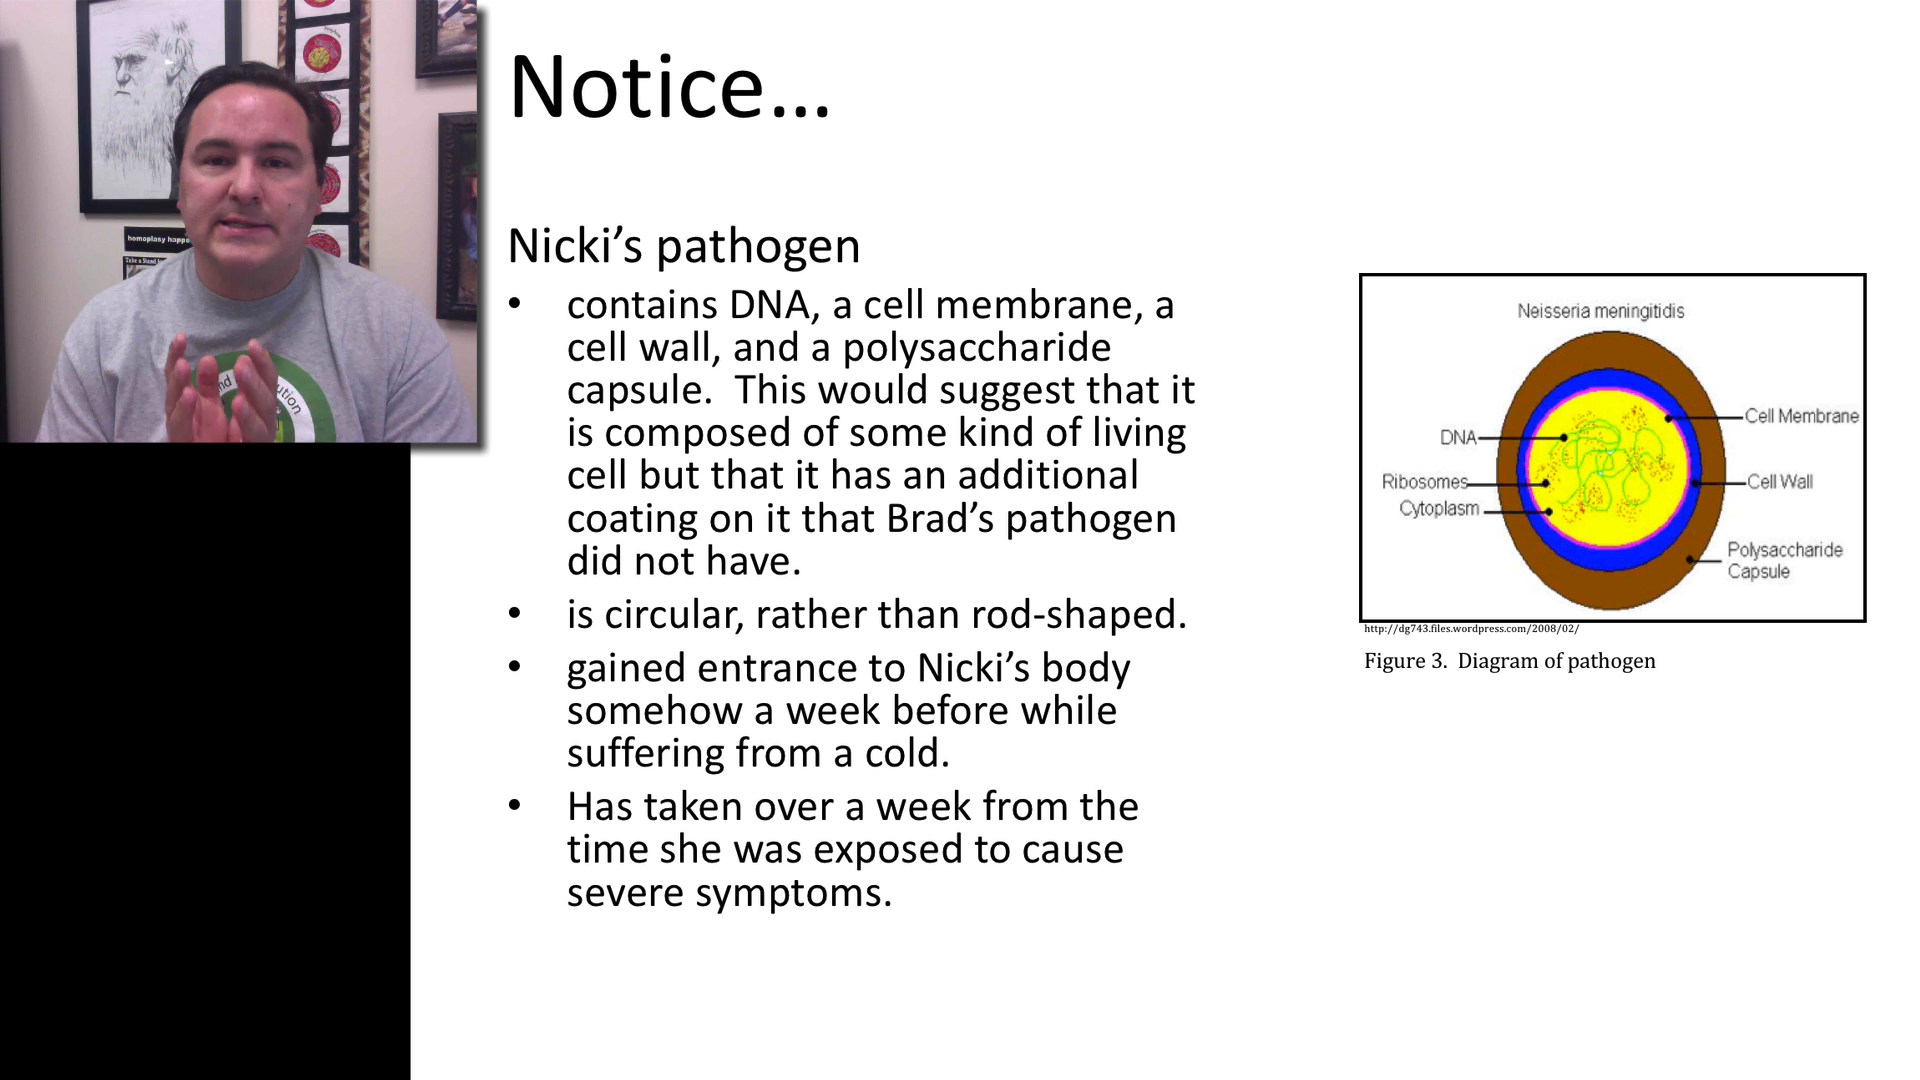 Notice...
Nicki's pathogen
• contains DNA, a cell membrane, a
cell wall, and a polysaccharide
capsule.  This would suggest that it
is composed of some kind of living
cell but that it has an additional
coating on it that Brad's pathogen
did not have.
• is circular, rather than rod-shaped.
• gained entrance to Nicki's body
somehow a week before while
suffering from a cold.
• Has taken over a week from the
time she was exposed to cause
severe symptoms.
Neisseria meningitidis
Cell Membrane
DNA
Ribosomes
Cell Wall
Cytoplasm
Polysaccharide
Capsule
http://dg743.files.wordpress.com/2008/02/
Figure 3.  Diagram of pathogen
homoplasy happe
Take a Stand